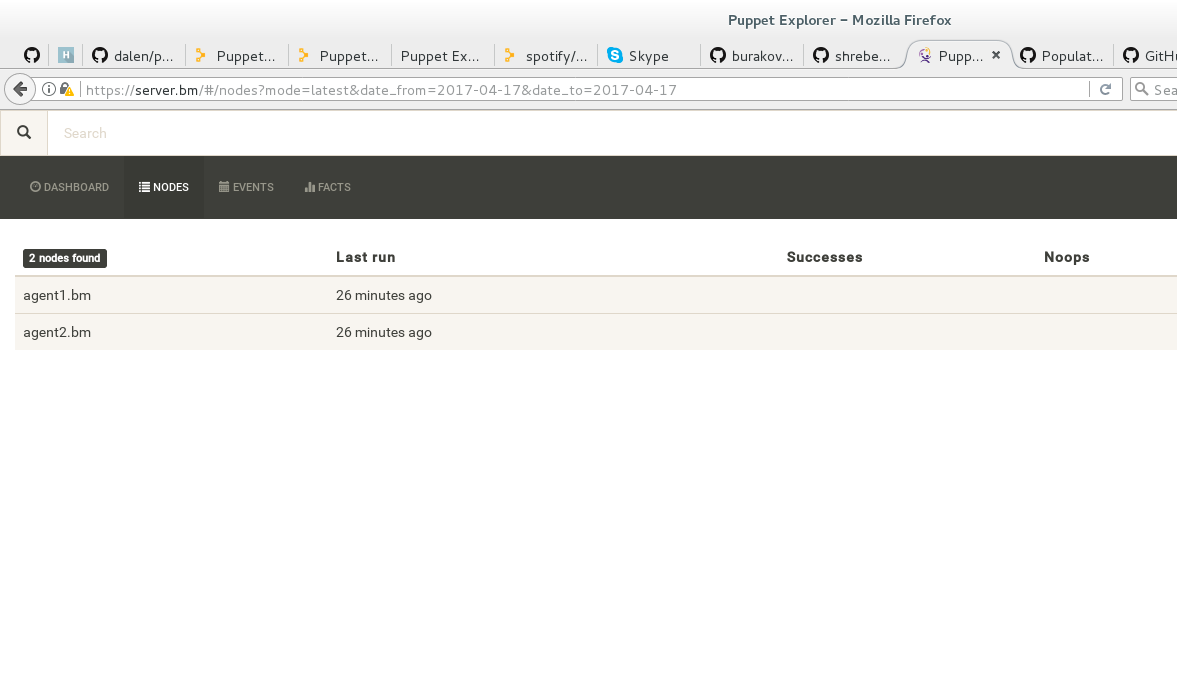 Puppet Explorer – Mozilla Firefox
H dalen/p... Puppet... Puppet... Puppet Ex... spotify/... Skype burakov... shrebe... Pupp... Populat... GitHu
https://server.bm/#/nodes?mode=latest&date_from=2017-04-17&date_to=2017-04-17 Sea
Search
DASHBOARD NODES EVENTS FACTS
2 nodes found Last run Successes Noops
agent1.bm 26 minutes ago
agent2.bm 26 minutes ago